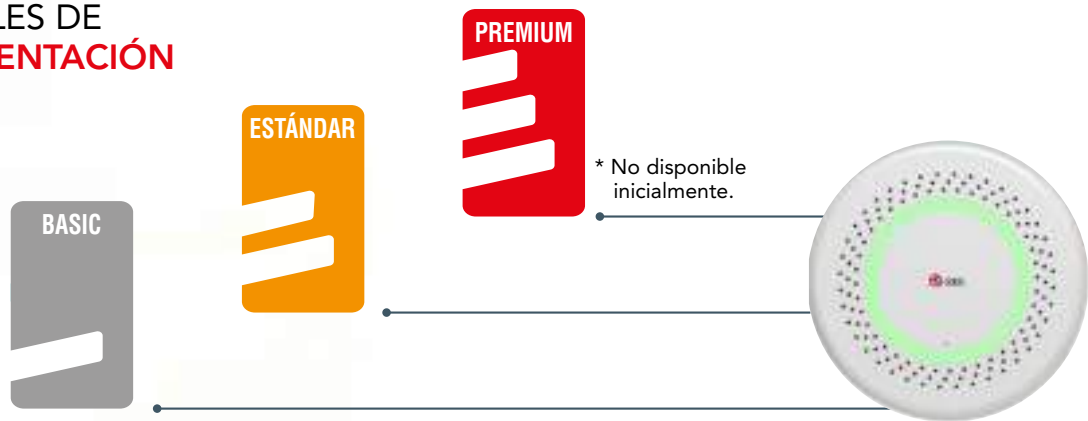 LES DE
ENTACIÓN
PREMIUM
ESTÁNDAR
* No disponible
inicialmente.
BASIC